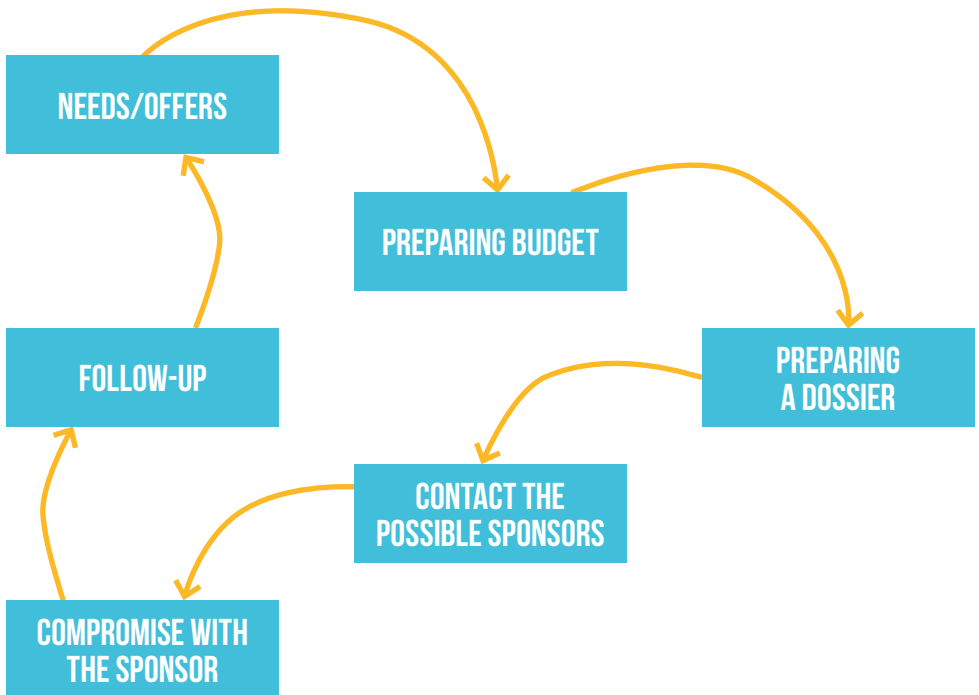 NEEDS/OFFERS
PREPARING BUDGET
PREPARING
A DOSSIER
CONTACT THE
POSSIBLE SPONSORS
COMPROMISE WITH
THE SPONSOR
FOLLOW-UP